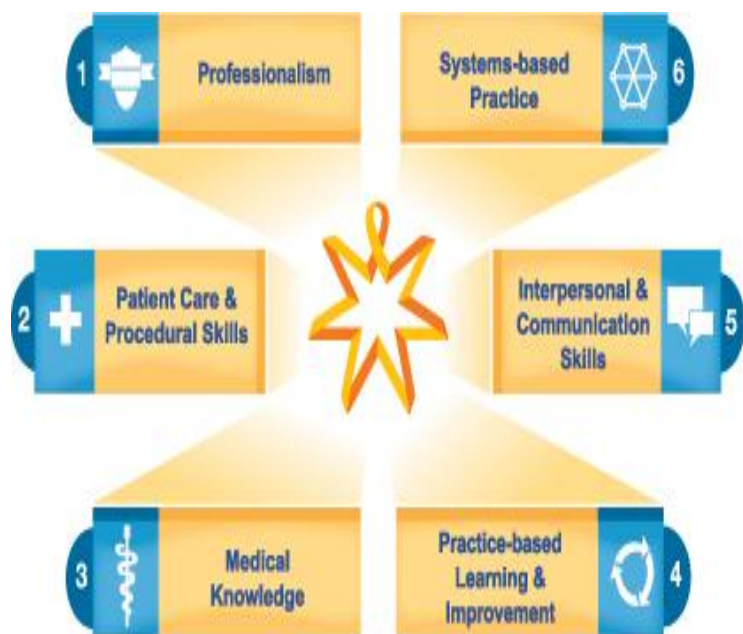 1
Professionalism
Systems-based
Practice
6
2
Patient Care &
Procedural Skills
Interpersonal &
Communication
Skills
5
3
Medical
Knowledge
Practice-based
Learning &
Improvement
4